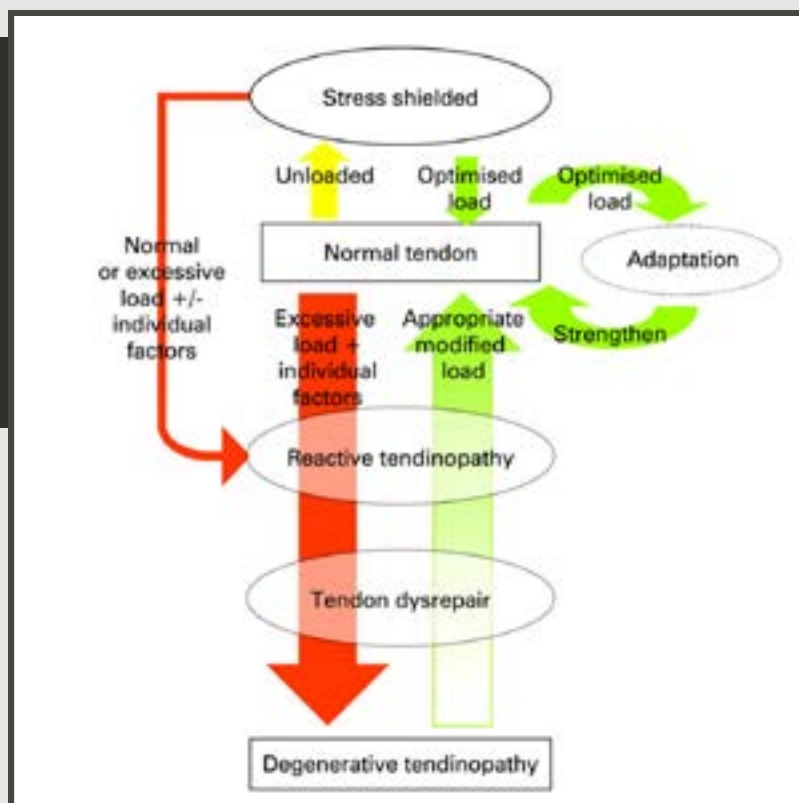 Stress shielded
Unloaded
Optimised
load
Optimised
load
Normal tendon
Adaptation
Normal
or excessive
load +/-
individual
factors
Excessive
load +
individual
factors
Appropriate
modified
load
Strengthen
Reactive tendinopathy
Tendon dysrepair
Degenerative tendinopathy